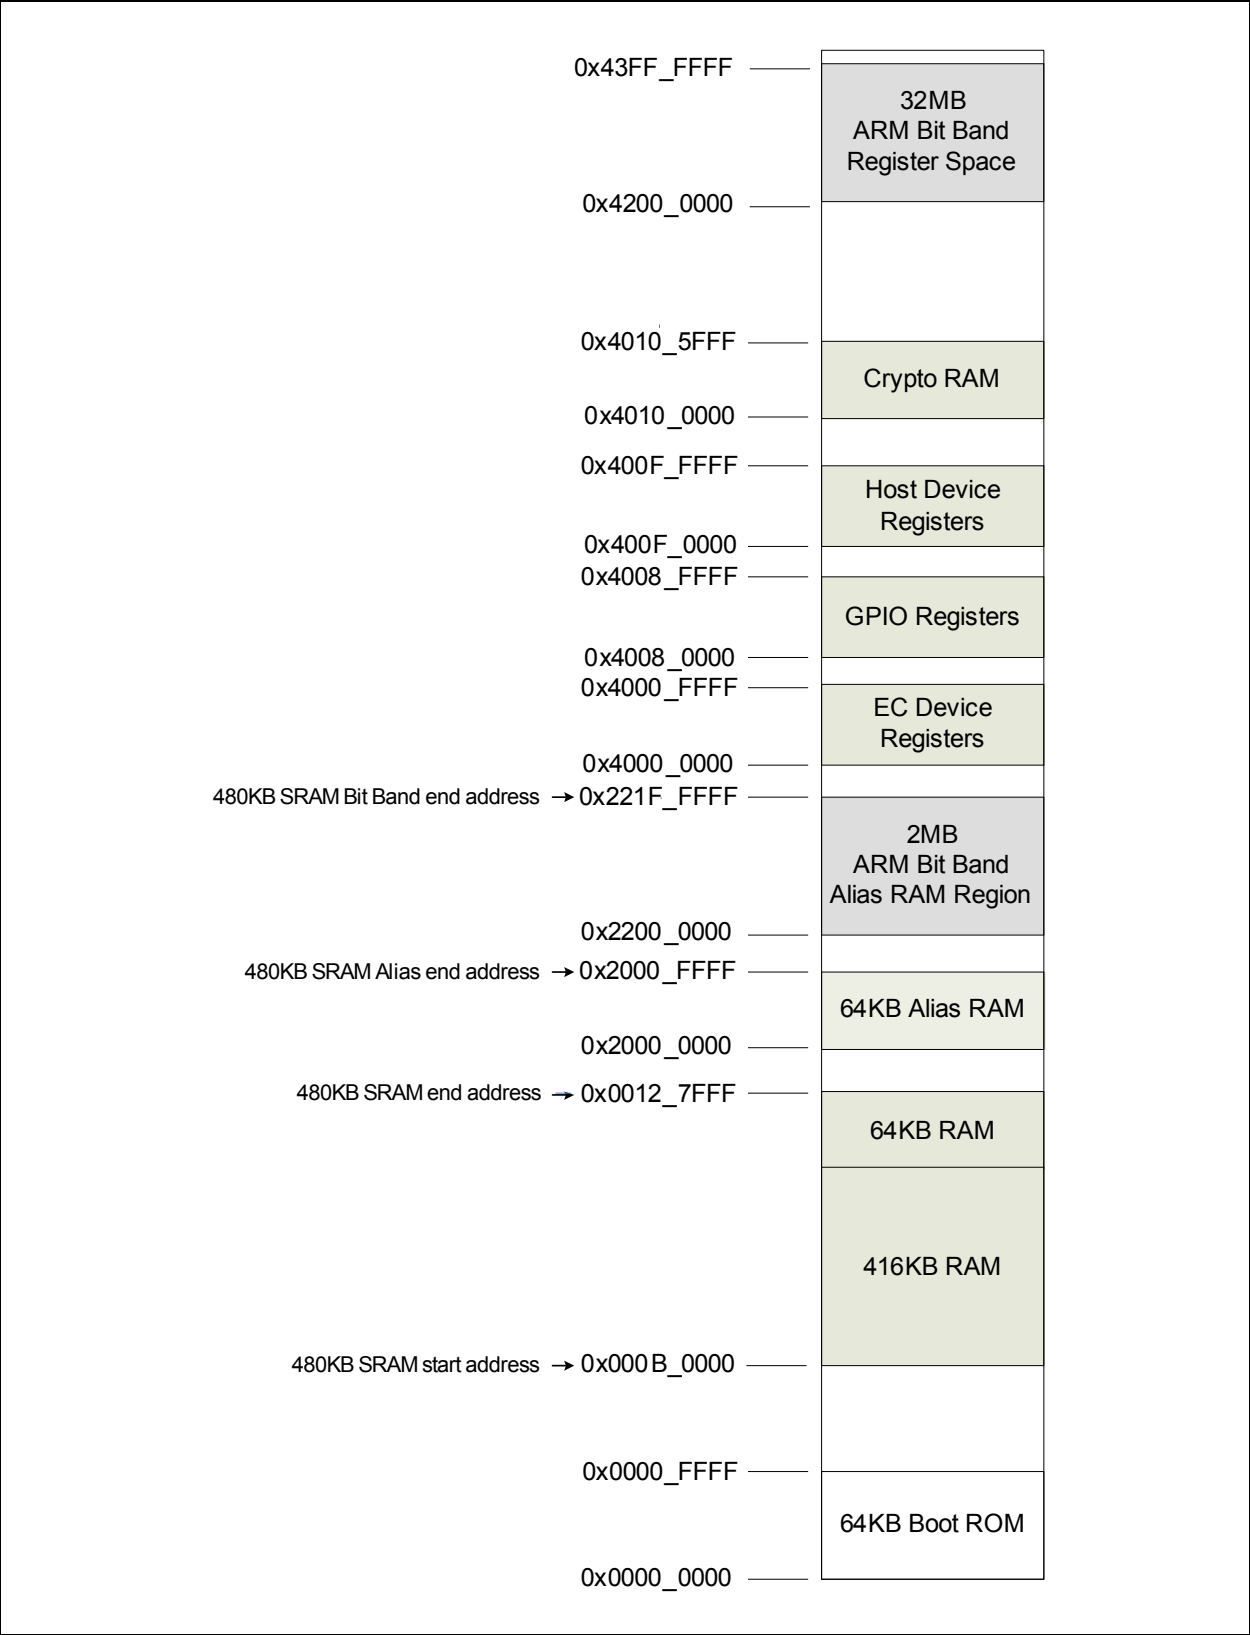 0x43FF_FFFF
32MB
ARM Bit Band
Register Space
0x4200_0000
0x4010_5FFF
Crypto RAM
0x4010_0000
0x400F_FFFF
Host Device
Registers
0x400F_0000
0x4008_FFFF
GPIO Registers
0x4008_0000
0x4000_FFFF
EC Device
Registers
0x4000_0000
480KB SRAM Bit Band end address → 0x221F_FFFF
2MB
ARM Bit Band
Alias RAM Region
0x2200_0000
480KB SRAM Alias end address → 0x2000_FFFF
64KB Alias RAM
0x2000_0000
480KB SRAM end address → 0x0012_7FFF
64KB RAM
416KB RAM
480KB SRAM start address → 0x000B_0000
0x0000_FFFF
64KB Boot ROM
0x0000_0000